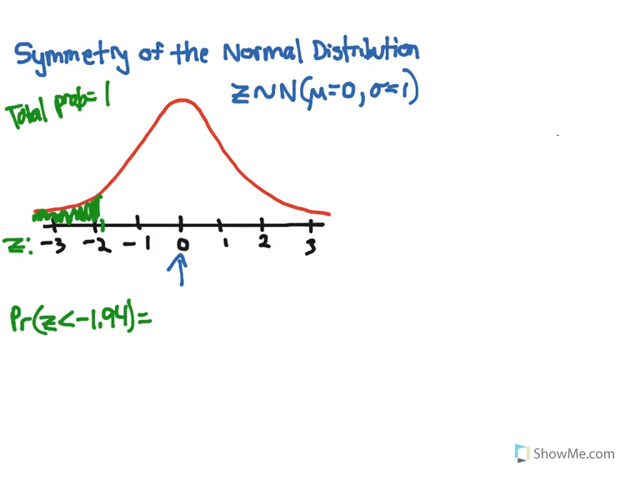 Symmetry of the Normal Distribution
Z~N(μ=0, σ=1)
Total prob=1
Z: -3 -2 -1 0 1 2 3
Pr(Z<-1.94)=
ShowMe.com